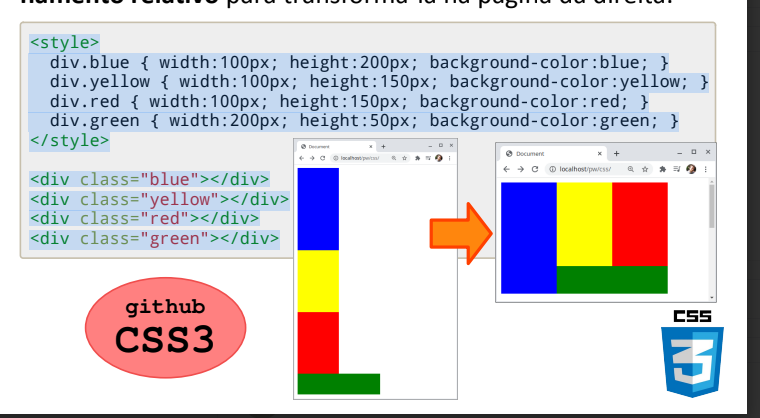 namento relativo para transformá-la na página da direita:
<style>
  div.blue { width:100px; height:200px; background-color:blue; }
  div.yellow { width:100px; height:150px; background-color:yellow; }
  div.red { width:100px; height:150px; background-color:red; }
  div.green { width:200px; height:50px; background-color:green; }
</style>
<div class="blue"></div>
<div class="yellow"></div>
<div class="red"></div>
<div class="green"></div>
Document
localhost/pw/css/
Document
localhost/pw/css/
github
CSS3
CSS
3